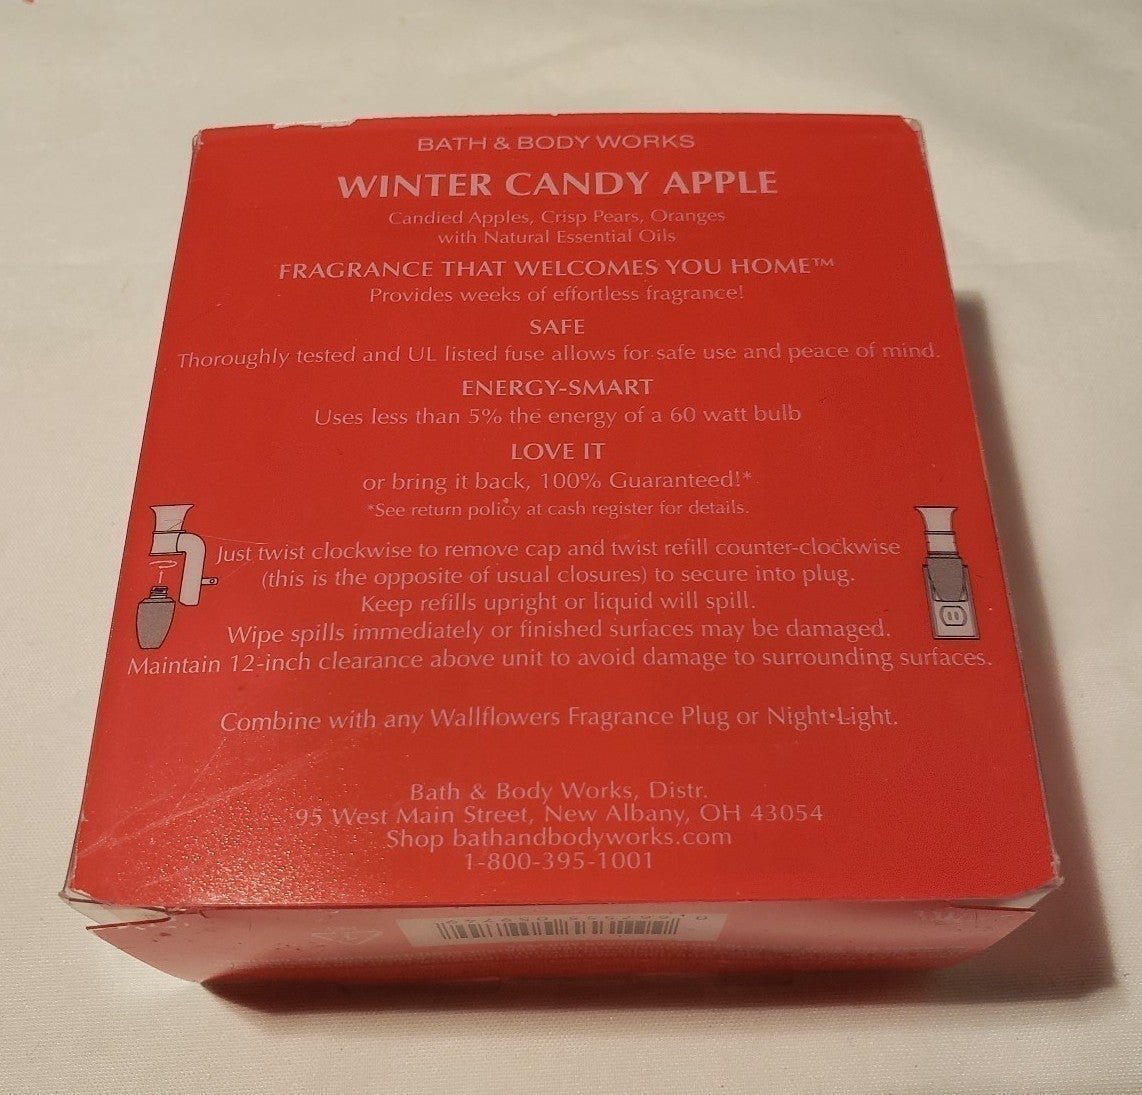 BATH & BODY WORKS
WINTER CANDY APPLE
Candied Apples, Crisp Pears, Oranges
with Natural Essential Oils
FRAGRANCE THAT WELCOMES YOU HOME™
Provides weeks of effortless fragrance!
SAFE
Thoroughly tested and UL listed fuse allows for safe use and peace of mind.
ENERGY-SMART
Uses less than 5% the energy of a 60 watt bulb
LOVE IT
or bring it back, 100% Guaranteed!*
*See return policy at cash register for details.
Just twist clockwise to remove cap and twist refill counter-clockwise
(this is the opposite of usual closures) to secure into plug.
Keep refills upright or liquid will spill.
Wipe spills immediately or finished surfaces may be damaged.
Maintain 12-inch clearance above unit to avoid damage to surrounding surfaces.
Combine with any Wallflowers Fragrance Plug or Night•Light.
Bath & Body Works, Distr.
95 West Main Street, New Albany, OH 43054
Shop bathandbodyworks.com
1-800-395-1001